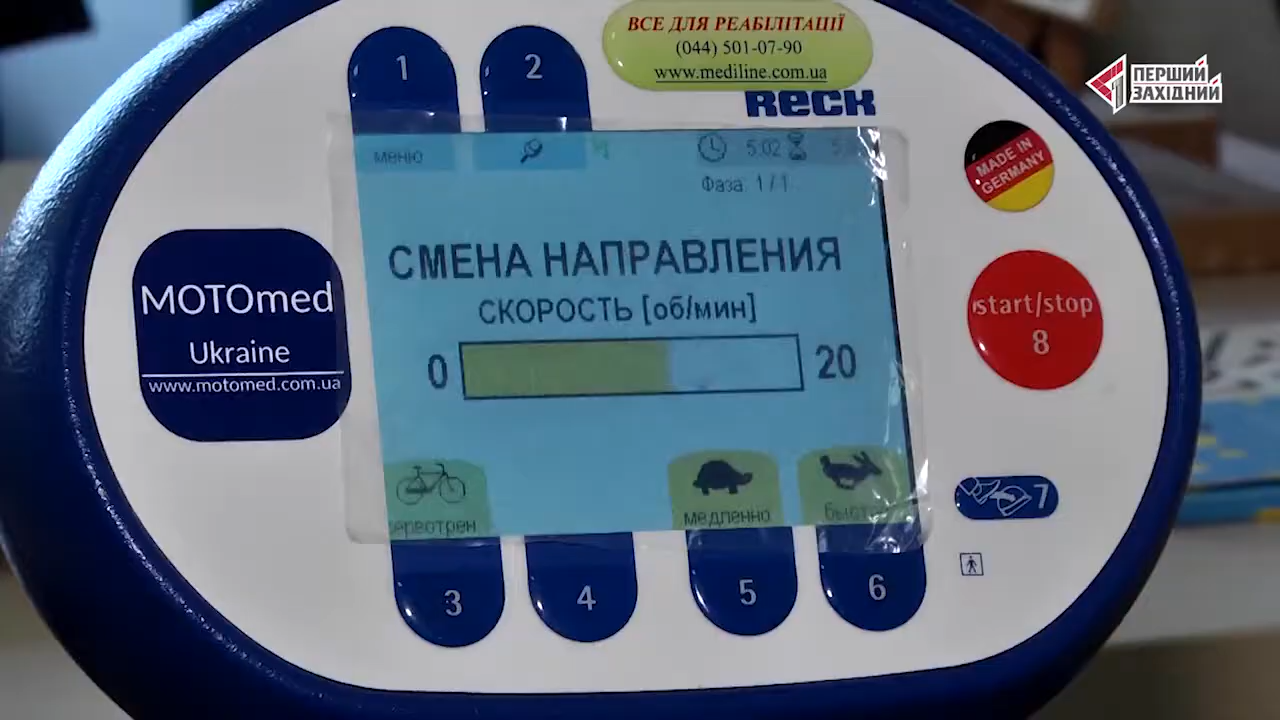 ВСЕ ДЛЯ РЕАБІЛІТАЦІЇ
(044) 501-07-90
www.mediline.com.ua
RECK
ПЕРШИЙ
ЗАХІДНИЙ
1
2
меню
5:02
Фаза: 1/1
MADE IN
GERMANY
СМЕНА НАПРАВЛЕНИЯ
СКОРОСТЬ [об/мин]
0
20
MOTOmed
Ukraine
www.motomed.com.ua
start/stop
8
медленно
7
3
4
5
6